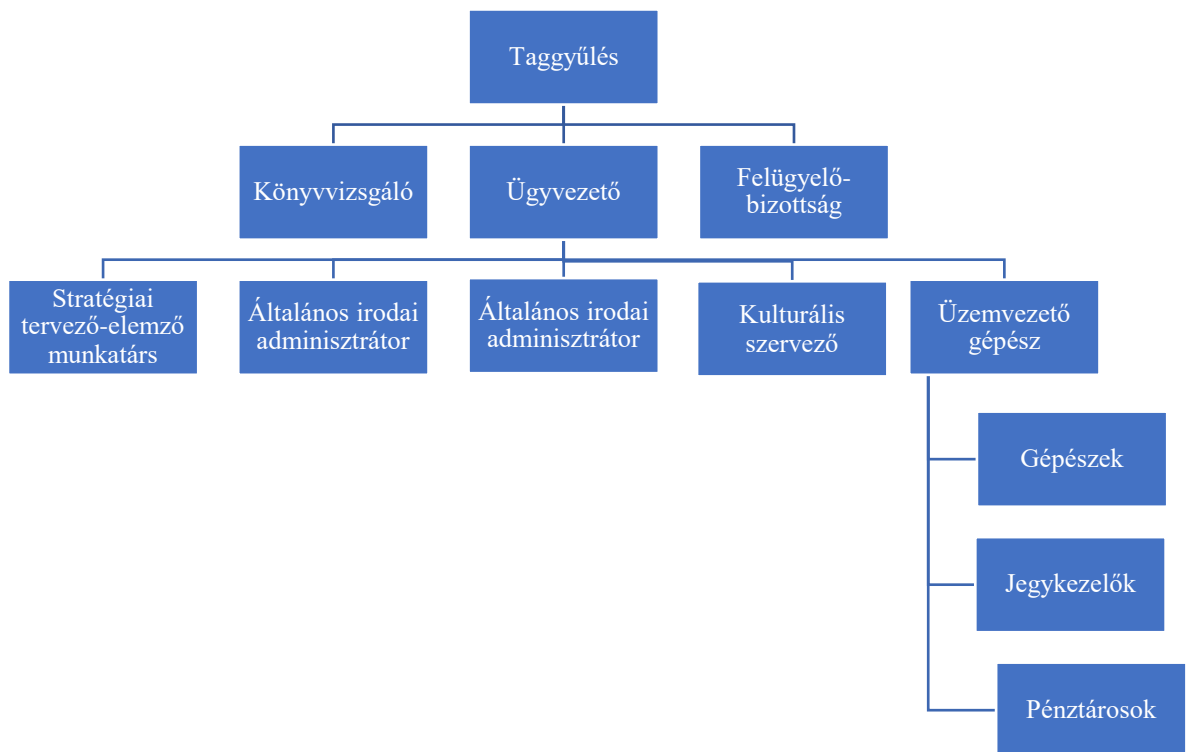 Taggyűlés
Könyvvizsgáló
Ügyvezető
Felügyelő-
bizottság
Stratégiai
tervező-elemző
munkatárs
Általános irodai
adminisztrátor
Általános irodai
adminisztrátor
Kulturális
szervező
Üzemvezető
gépész
Gépészek
Jegykezelők
Pénztárosok